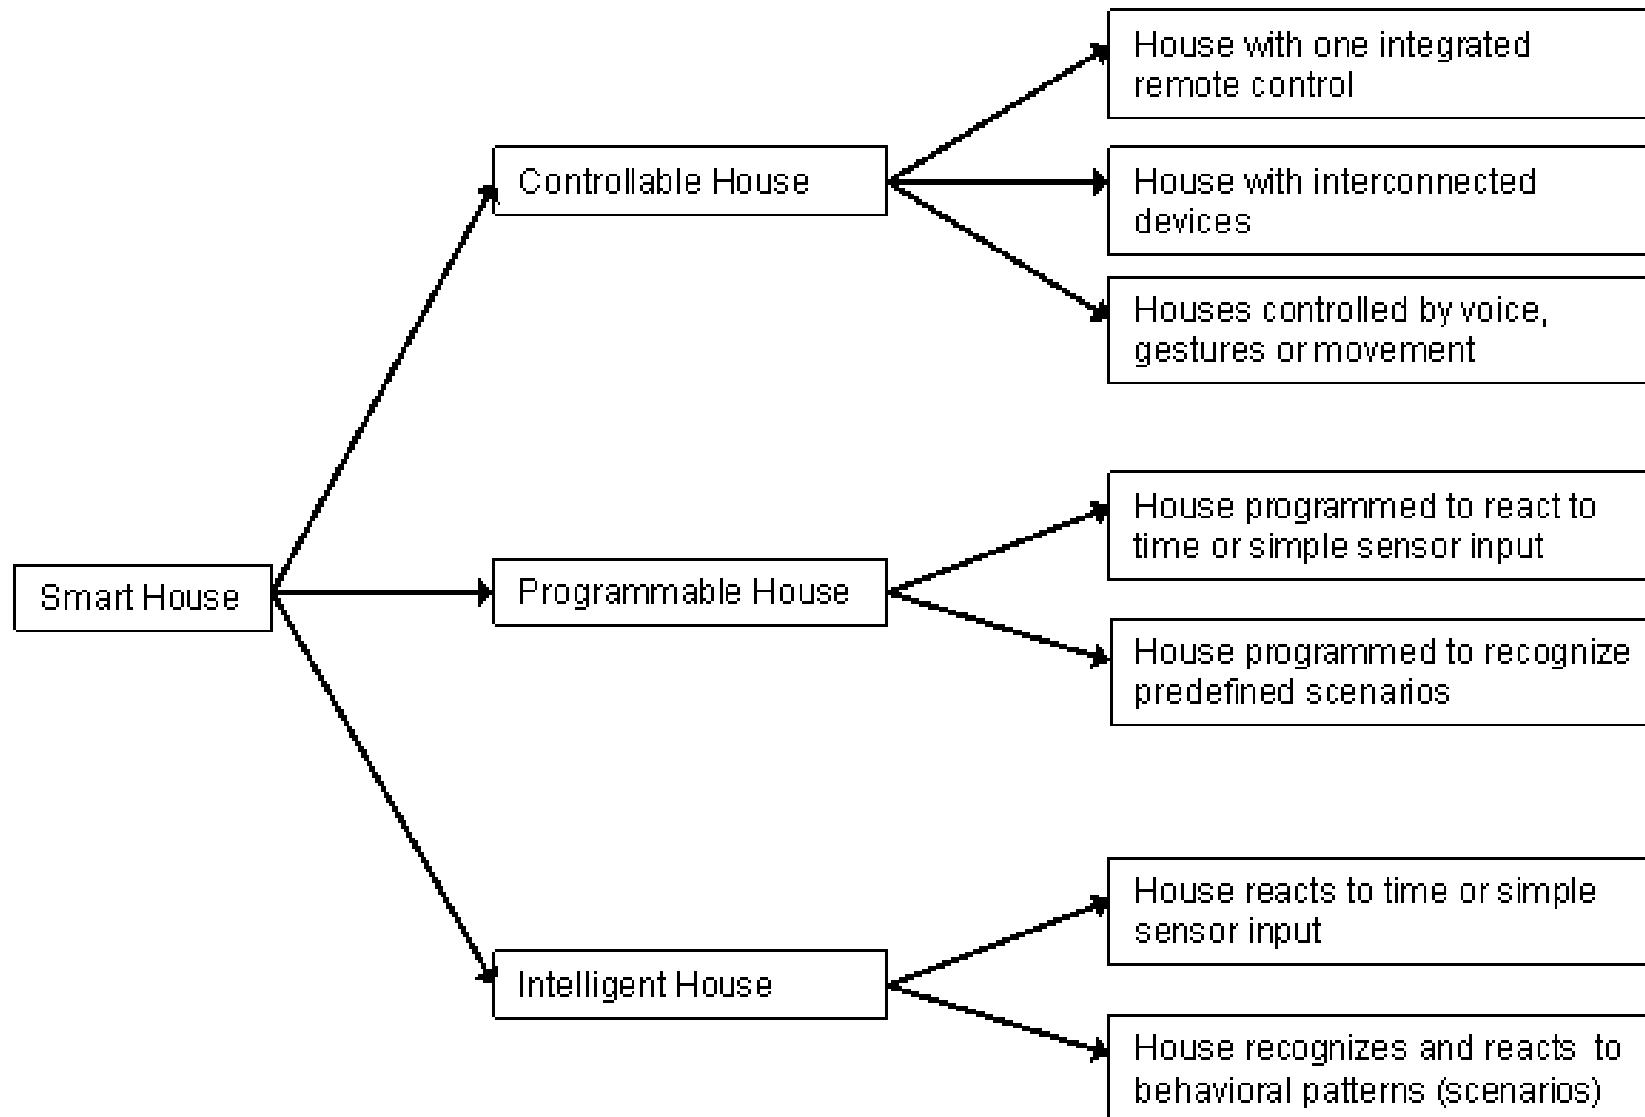 House with one integrated
remote control
Controllable House
House with interconnected
devices
Houses controlled by voice,
gestures or movement
House programmed to react to
time or simple sensor input
Smart House
Programmable House
House programmed to recognize
predefined scenarios
House reacts to time or simple
sensor input
Intelligent House
House recognizes and reacts to
behavioral patterns (scenarios)